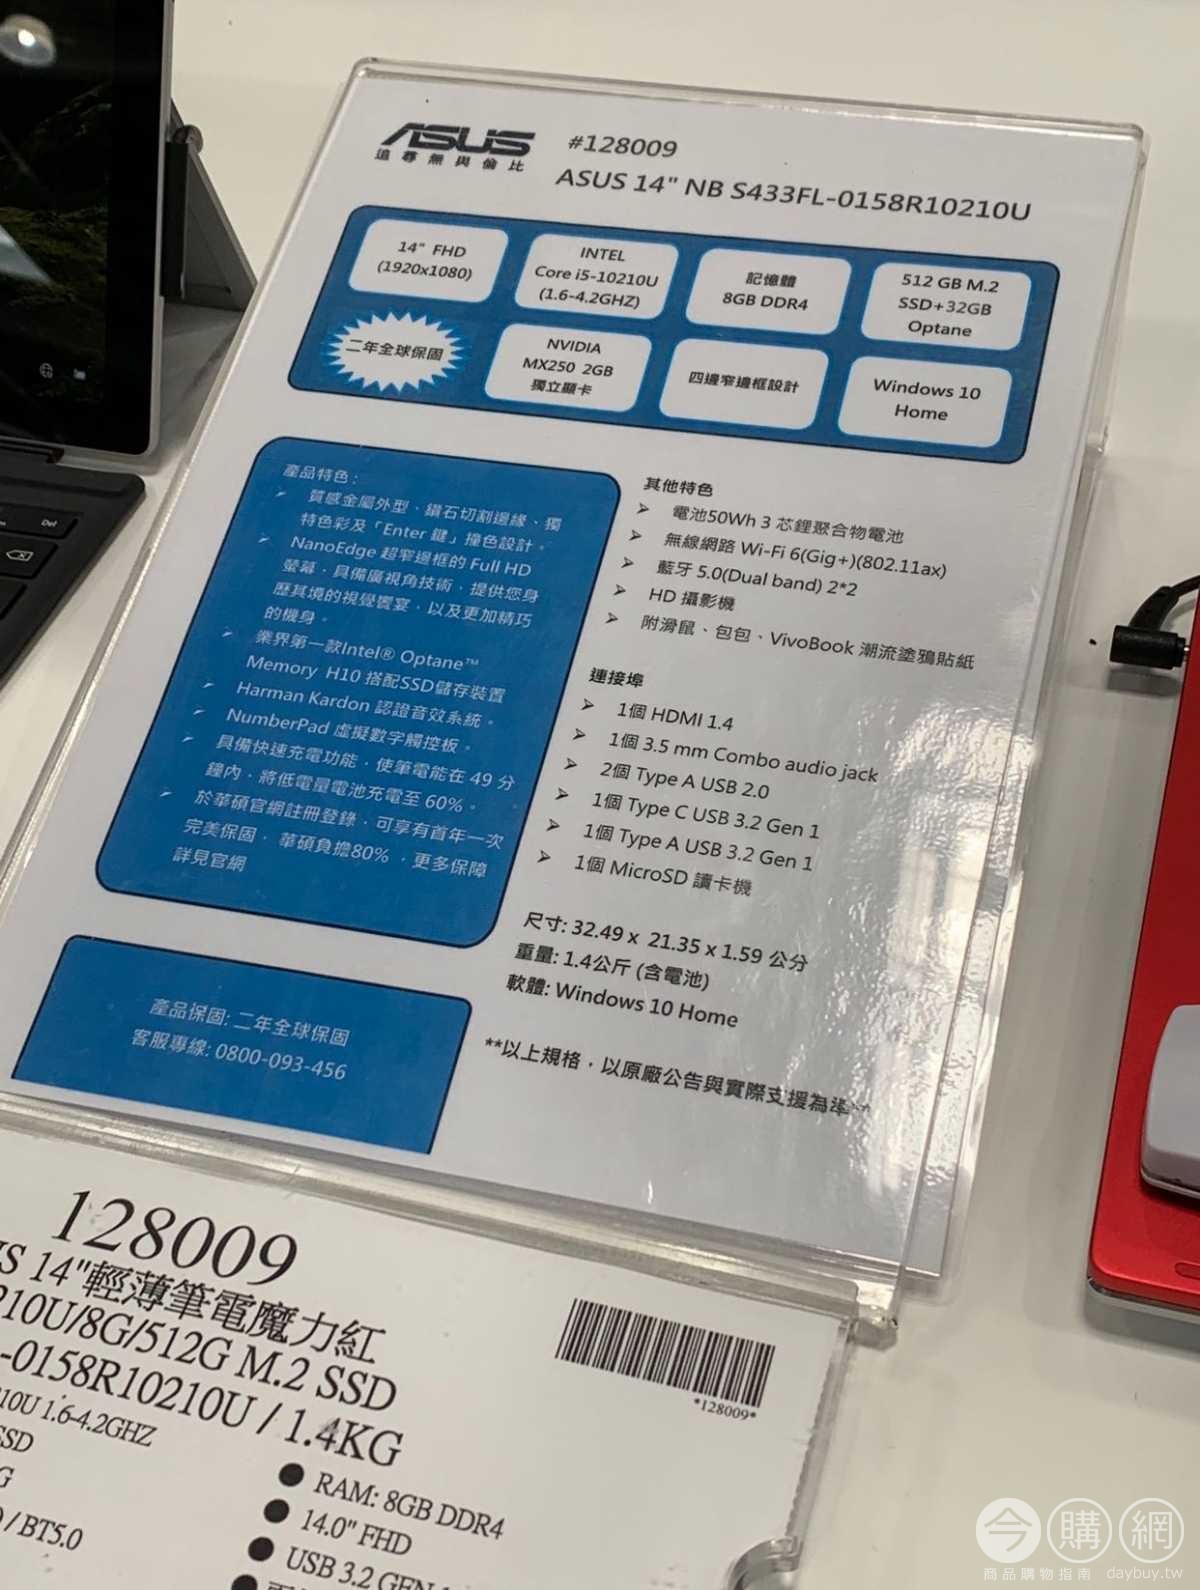 ASUS
追尋無與倫比
#128009
ASUS 14" NB S433FL-0158R10210U
14" FHD
(1920x1080)
INTEL
Core i5-10210U
(1.6-4.2GHZ)
記憶體
8GB DDR4
512 GB M.2
SSD+32GB
Optane
二年全球保固
NVIDIA
MX250 2GB
獨立顯卡
四邊窄邊框設計
Windows 10
Home
產品特色:
➢ 質感金屬外型、鑽石切割邊緣、獨
特色彩及「Enter 鍵」撞色設計。
➢ NanoEdge 超窄邊框的 Full HD
螢幕，具備廣視角技術，提供您身
歷其境的視覺饗宴，以及更加精巧
的機身。
➢ 業界第一款Intel® Optane™
Memory H10 搭配SSD儲存裝置
➢ Harman Kardon 認證音效系統。
➢ NumberPad 虛擬數字觸控板。
➢ 具備快速充電功能，使筆電能在 49 分
鐘內，將低電量電池充電至 60%。
➢ 於華碩官網註冊登錄，可享有首年一次
完美保固， 華碩負擔80% ，更多保障
詳見官網
其他特色
➢ 電池50Wh 3 芯鋰聚合物電池
➢ 無線網路 Wi-Fi 6(Gig+)(802.11ax)
➢ 藍牙 5.0(Dual band) 2*2
➢ HD 攝影機
➢ 附滑鼠、包包、VivoBook 潮流塗鴉貼紙
連接埠
➢ 1個 HDMI 1.4
➢ 1個 3.5 mm Combo audio jack
➢ 2個 Type A USB 2.0
➢ 1個 Type C USB 3.2 Gen 1
➢ 1個 Type A USB 3.2 Gen 1
➢ 1個 MicroSD 讀卡機
尺寸: 32.49 x 21.35 x 1.59 公分
重量: 1.4公斤 (含電池)
軟體: Windows 10 Home
**以上規格，以原廠公告與實際支援為準**
產品保固: 二年全球保固
客服專線: 0800-093-456
Del
128009
S 14"輕薄筆電魔力紅
210U/8G/512G M.2 SSD
-0158R10210U / 1.4KG
10U 1.6-4.2GHZ
SSD
G
/ BT5.0
● RAM: 8GB DDR4
● 14.0" FHD
● USB 3.2 GEN
*128009*
今購網
商品購物指南 daybuy.tw